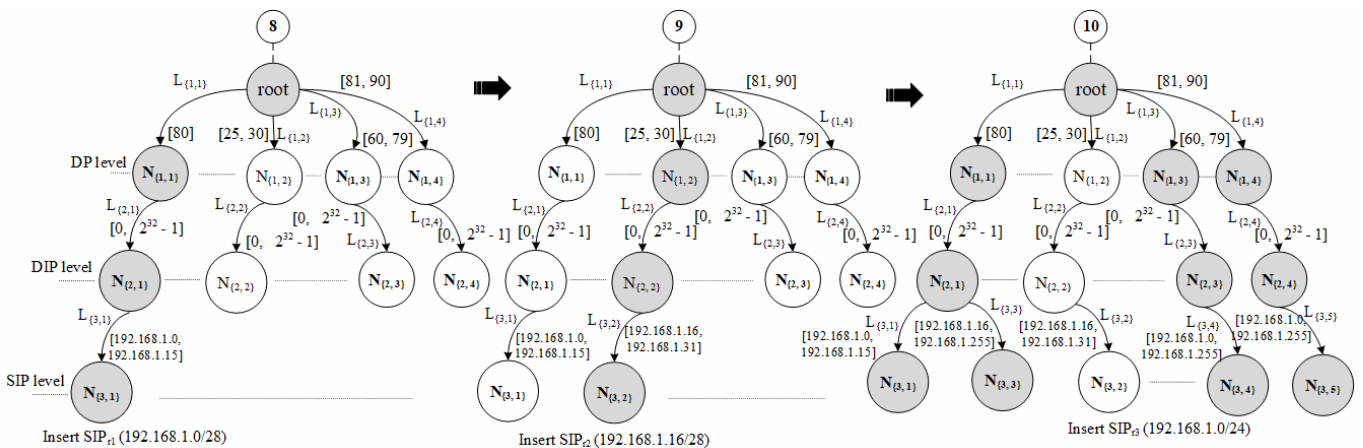 8
9
10
root
root
root
L{1,1}
[81, 90]
L{1,3}
L{1,4}
[80]
[25, 30]
L{1,2}
[60, 79]
L{1,1}
[81, 90]
L{1,3}
L{1,4}
[80]
[25, 30]
L{1,2}
[60, 79]
L{1,1}
[81, 90]
L{1,3}
L{1,4}
[80]
[25, 30]
L{1,2}
[60, 79]
DP level
N{1, 1}
N{1, 2}
N{1, 3}
N{1, 4}
N{1, 1}
N{1, 2}
N{1, 3}
N{1, 4}
N{1, 1}
N{1, 2}
N{1, 3}
N{1, 4}
L{2,1}
L{2,2}
L{2,3}
[0, 2^32 - 1]
[0, 2^32 - 1]
[0, 2^32 - 1]
[0, 2^32 - 1]
L{2,1}
L{2,2}
L{2,3}
L{2,4}
[0, 2^32 - 1]
[0, 2^32 - 1]
[0, 2^32 - 1]
[0, 2^32 - 1]
L{2,1}
L{2,2}
L{2,3}
L{2,4}
[0, 2^32 - 1]
[0, 2^32 - 1]
[0, 2^32 - 1]
[0, 2^32 - 1]
L{2,4}
DIP level
N{2, 1}
N{2, 2}
N{2, 3}
N{2, 4}
N{2, 1}
N{2, 2}
N{2, 3}
N{2, 4}
N{2, 1}
N{2, 2}
N{2, 3}
N{2, 4}
L{3,1}
[192.168.1.0,
192.168.1.15]
L{3,1}
[192.168.1.0,
192.168.1.15]
L{3,2}
[192.168.1.16,
192.168.1.31]
L{3,1}
[192.168.1.0,
192.168.1.15]
L{3,3}
[192.168.1.16,
192.168.1.255]
L{3,2}
[192.168.1.16,
192.168.1.31]
L{3,4}
[192.168.1.0,
192.168.1.255]
L{3,5}
[192.168.1.0,
192.168.1.255]
SIP level
N{3, 1}
N{3, 1}
N{3, 2}
N{3, 1}
N{3, 3}
N{3, 2}
N{3, 4}
N{3, 5}
Insert SIPr1 (192.168.1.0/28)
Insert SIPr2 (192.168.1.16/28)
Insert SIPr3 (192.168.1.0/24)